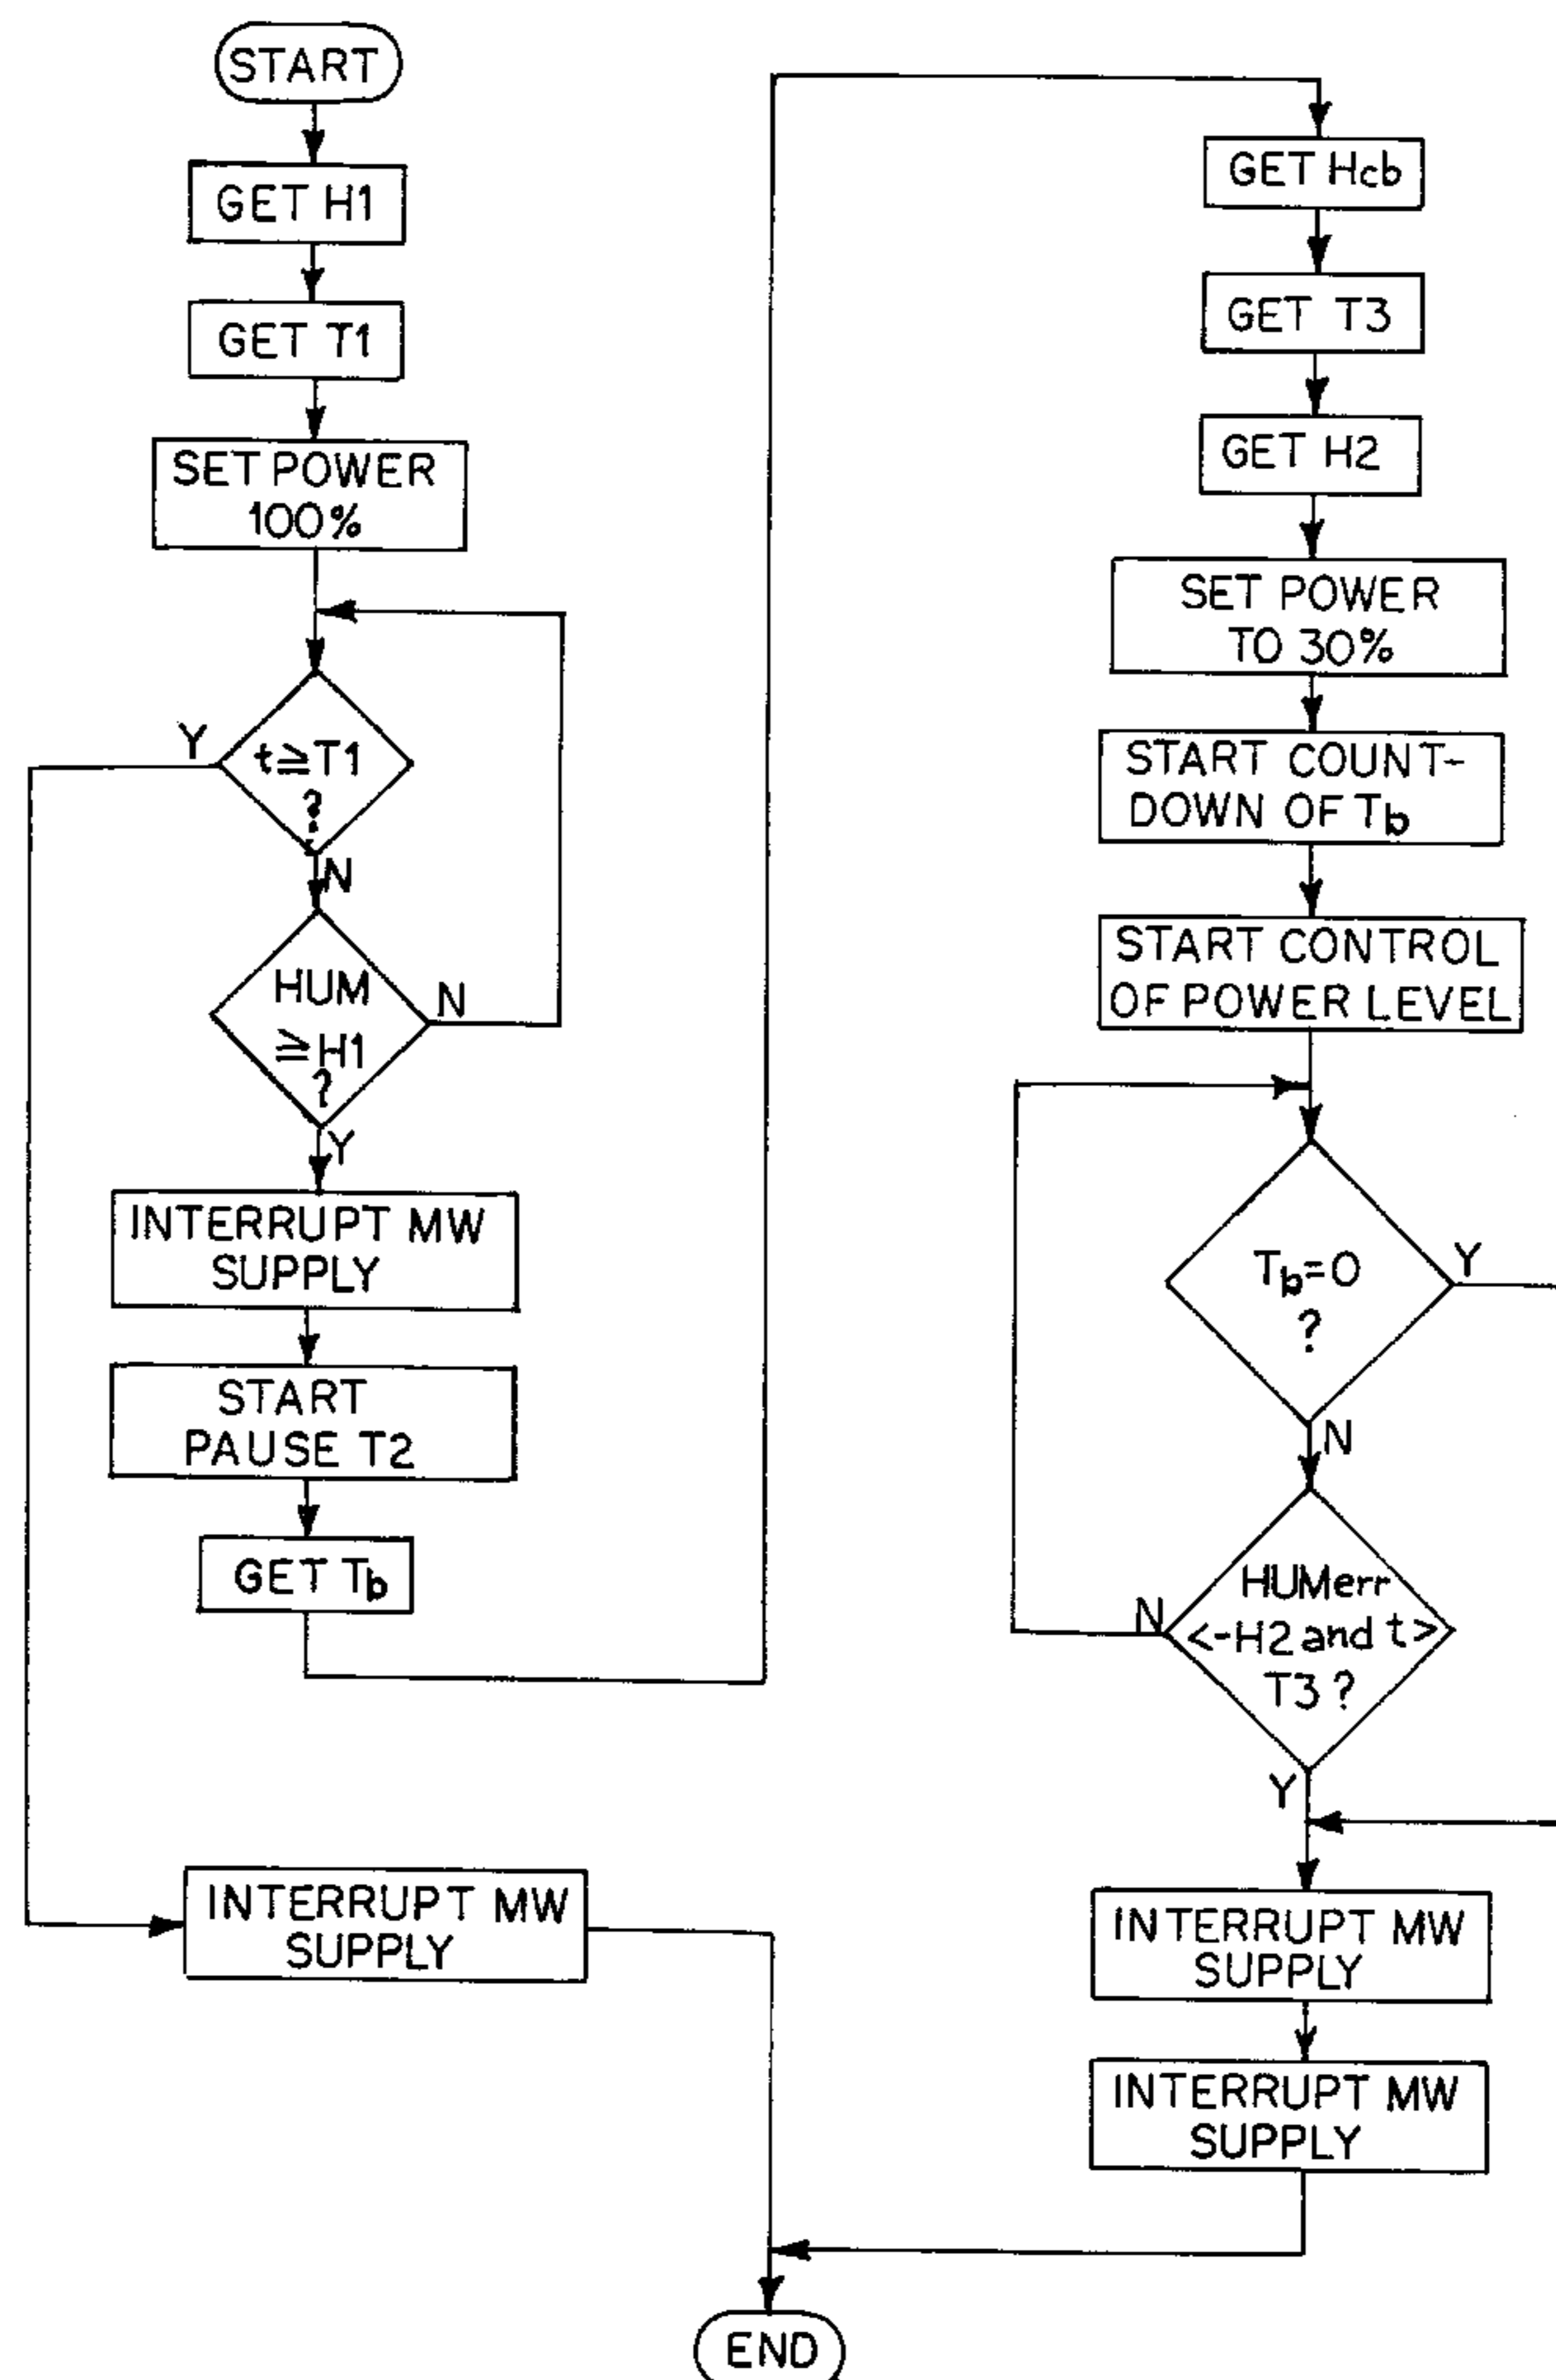 START
GET H1
GET T1
SET POWER
100%
t≧T1
?
Y
N
HUM
≧H1
?
N
Y
INTERRUPT MW
SUPPLY
START
PAUSE T2
GET Tb
INTERRUPT MW
SUPPLY
GET Hcb
GET T3
GET H2
SET POWER
TO 30%
START COUNT-
DOWN OF Tb
START CONTROL
OF POWER LEVEL
Tb=0
?
Y
N
HUMerr
<-H2 and t>
T3 ?
N
Y
INTERRUPT MW
SUPPLY
INTERRUPT MW
SUPPLY
END